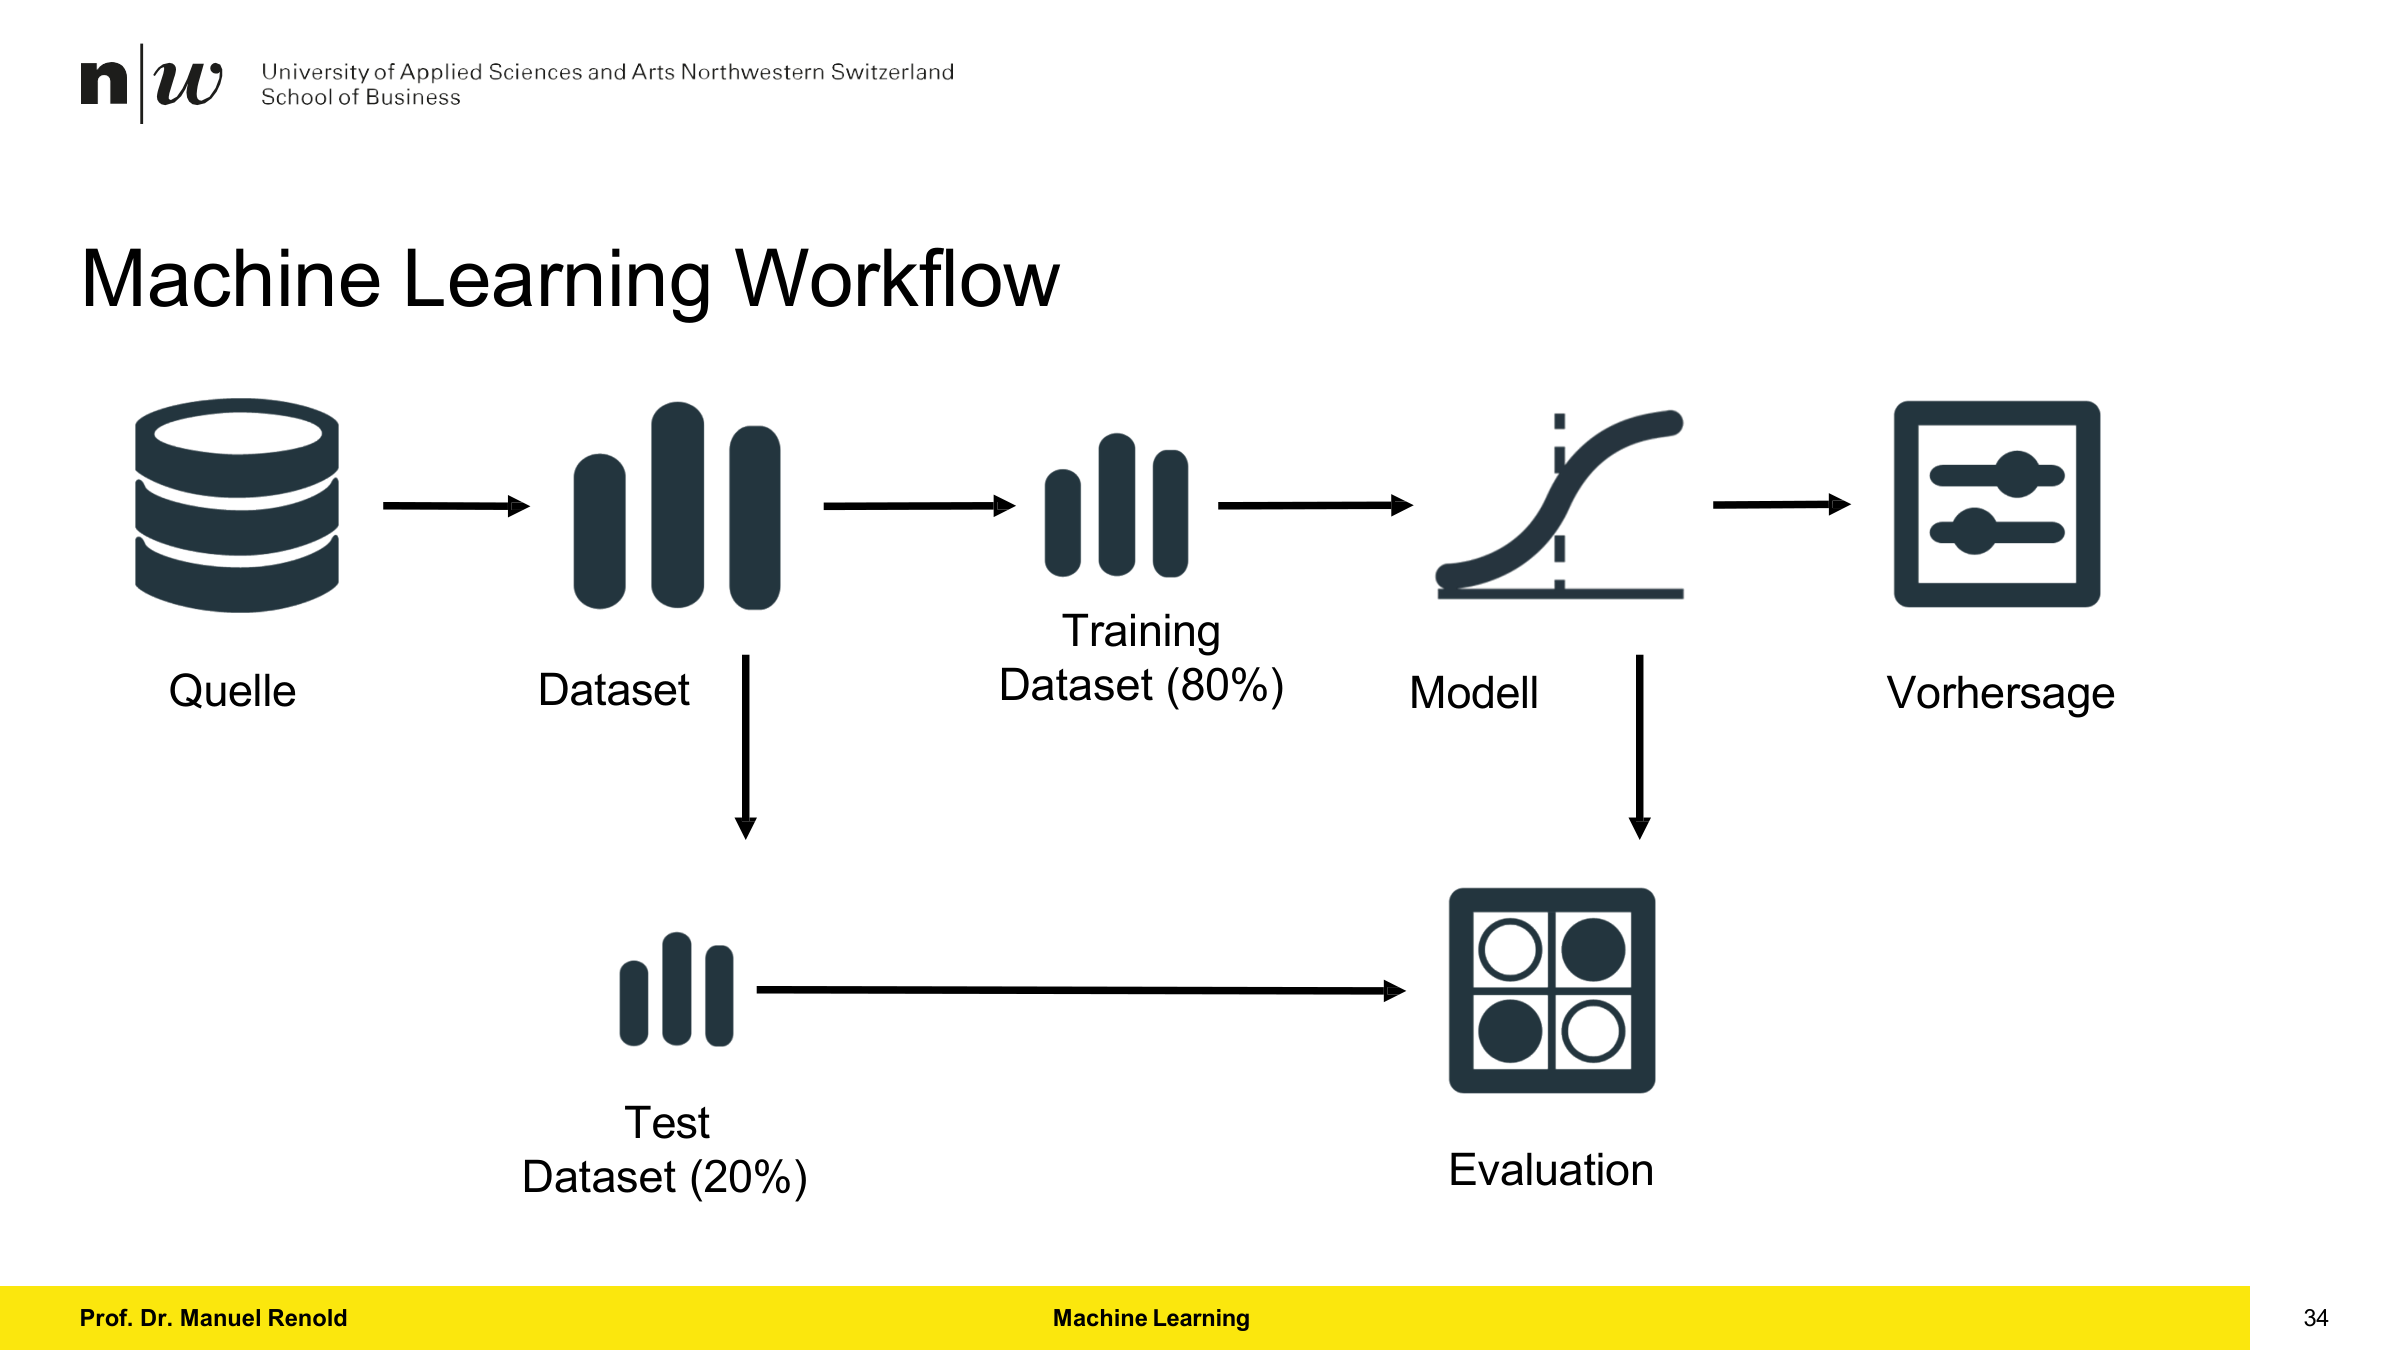 n|w
University of Applied Sciences and Arts Northwestern Switzerland
School of Business
Machine Learning Workflow
Quelle
Dataset
Training
Dataset (80%)
Modell
Vorhersage
Test
Dataset (20%)
Evaluation
Prof. Dr. Manuel Renold
Machine Learning
34